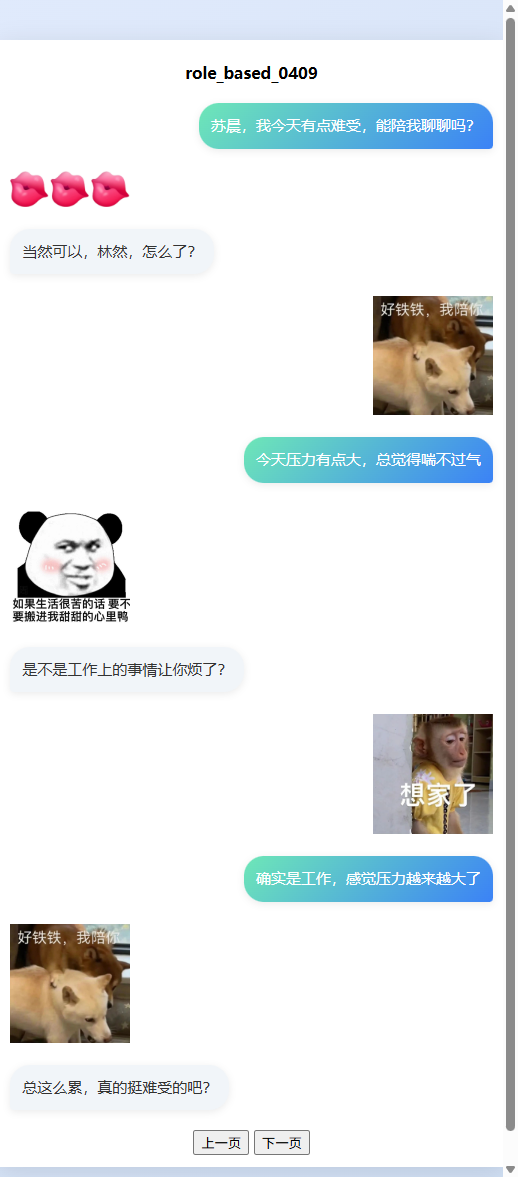 role_based_0409
苏晨，我今天有点难受，能陪我聊聊吗？
当然可以，林然，怎么了？
好铁铁，我陪你
今天压力有点大，总觉得喘不过气
如果生活很苦的话 要不
要搬进我甜甜的心里鸭
是不是工作上的事情让你烦了？
想家了
确实是工作，感觉压力越来越大了
好铁铁，我陪你
总这么累，真的挺难受的吧？
上一页 下一页